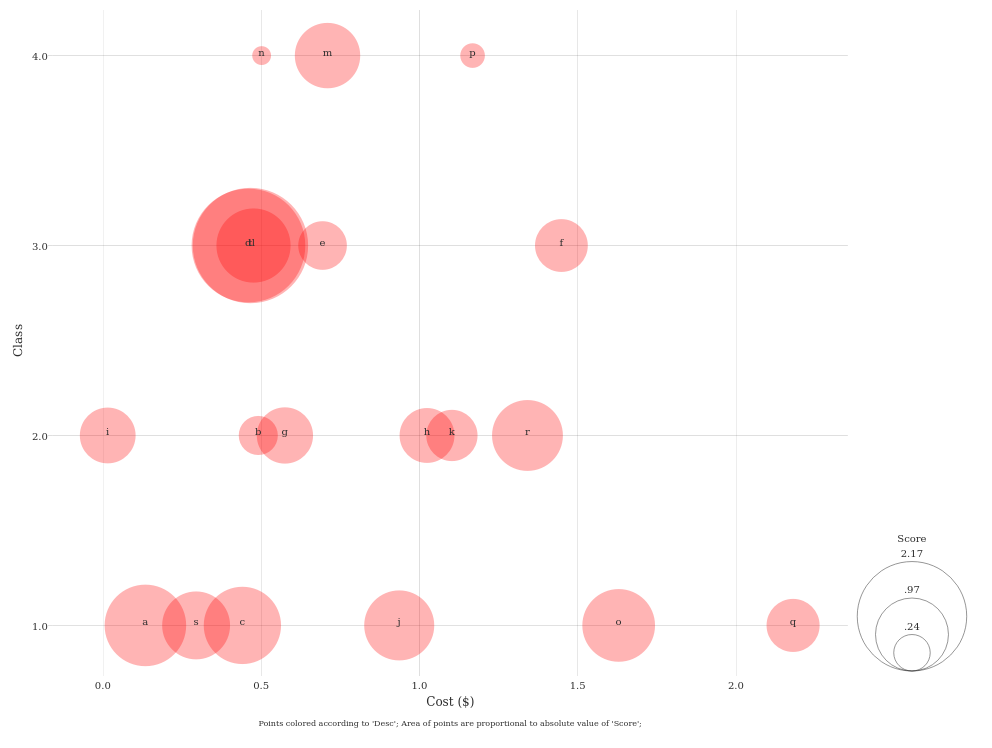 n m p
4.0
dl e f
3.0
i b g h k r
2.0
a s c j o q
1.0
Class
0.0 0.5 1.0 1.5 2.0
Cost ($)
Points colored according to 'Desc'; Area of points are proportional to absolute value of 'Score';
Score
2.17
.97
.24